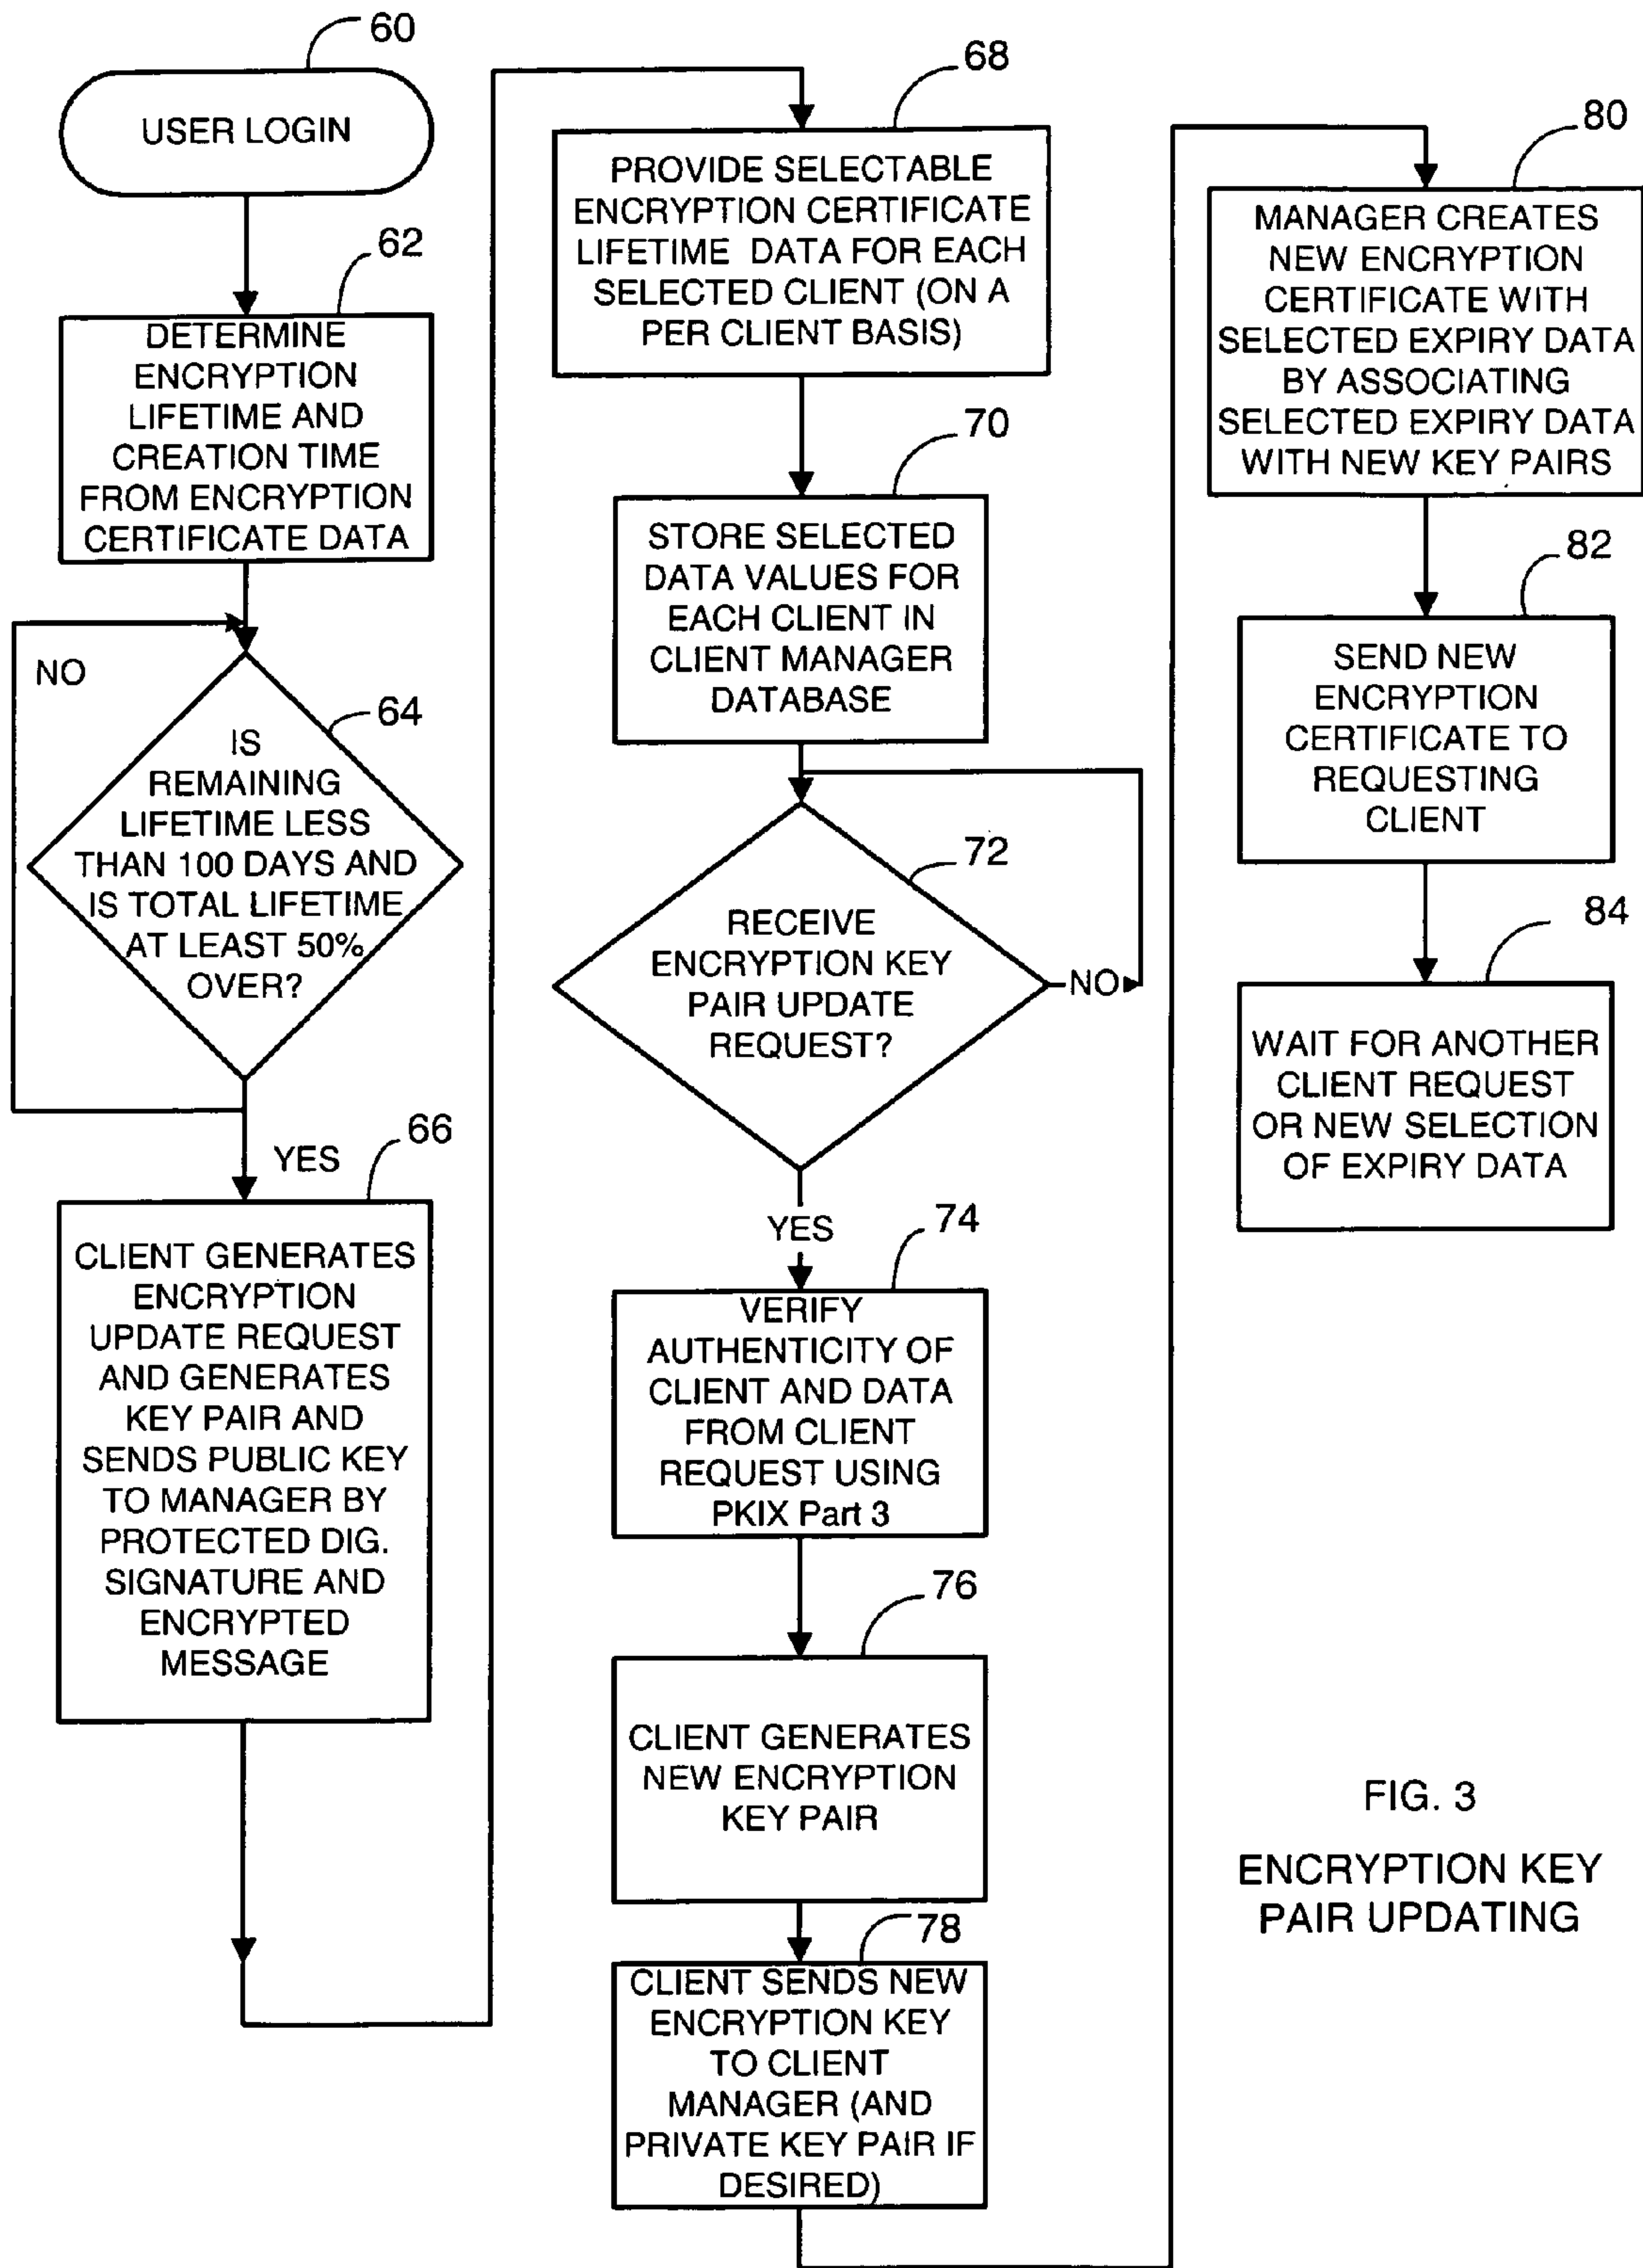 60
USER LOGIN
62
DETERMINE
ENCRYPTION
LIFETIME AND
CREATION TIME
FROM ENCRYPTION
CERTIFICATE DATA
NO
64
IS
REMAINING
LIFETIME LESS
THAN 100 DAYS AND
IS TOTAL LIFETIME
AT LEAST 50%
OVER?
YES
66
CLIENT GENERATES
ENCRYPTION
UPDATE REQUEST
AND GENERATES
KEY PAIR AND
SENDS PUBLIC KEY
TO MANAGER BY
PROTECTED DIG.
SIGNATURE AND
ENCRYPTED
MESSAGE
68
PROVIDE SELECTABLE
ENCRYPTION CERTIFICATE
LIFETIME DATA FOR EACH
SELECTED CLIENT (ON A
PER CLIENT BASIS)
70
STORE SELECTED
DATA VALUES FOR
EACH CLIENT IN
CLIENT MANAGER
DATABASE
72
RECEIVE
ENCRYPTION KEY
PAIR UPDATE
REQUEST?
NO
YES
74
VERIFY
AUTHENTICITY OF
CLIENT AND DATA
FROM CLIENT
REQUEST USING
PKIX Part 3
76
CLIENT GENERATES
NEW ENCRYPTION
KEY PAIR
78
CLIENT SENDS NEW
ENCRYPTION KEY
TO CLIENT
MANAGER (AND
PRIVATE KEY PAIR IF
DESIRED)
80
MANAGER CREATES
NEW ENCRYPTION
CERTIFICATE WITH
SELECTED EXPIRY DATA
BY ASSOCIATING
SELECTED EXPIRY DATA
WITH NEW KEY PAIRS
82
SEND NEW
ENCRYPTION
CERTIFICATE TO
REQUESTING
CLIENT
84
WAIT FOR ANOTHER
CLIENT REQUEST
OR NEW SELECTION
OF EXPIRY DATA
FIG. 3
ENCRYPTION KEY
PAIR UPDATING